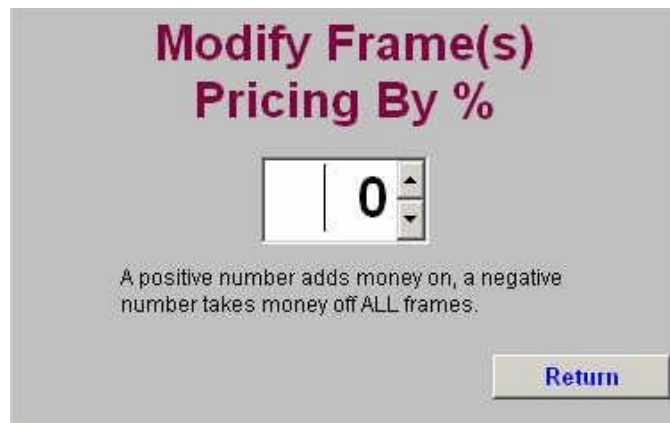 Modify Frame(s)
Pricing By %
0
A positive number adds money on, a negative
number takes money off ALL frames.
Return